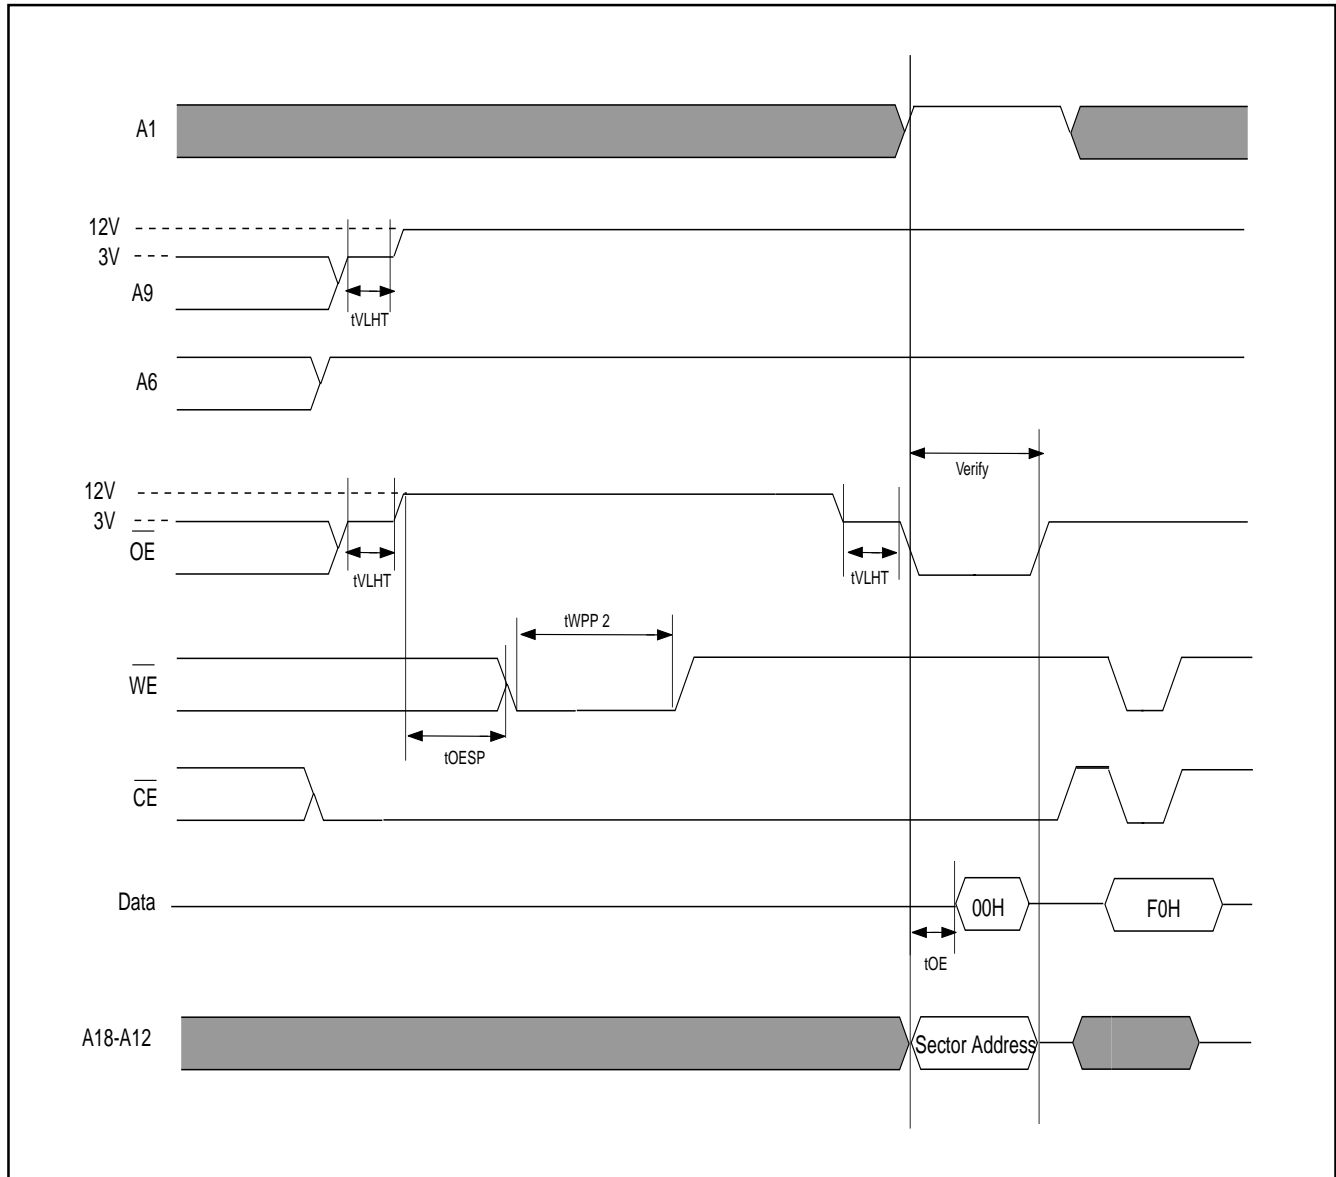 A1
12V
3V
A9
tVLHT
A6
Verify
12V
3V
OE
tVLHT
tVLHT
tWPP 2
WE
tOESP
CE
Data
00H
F0H
tOE
A18-A12
Sector Address